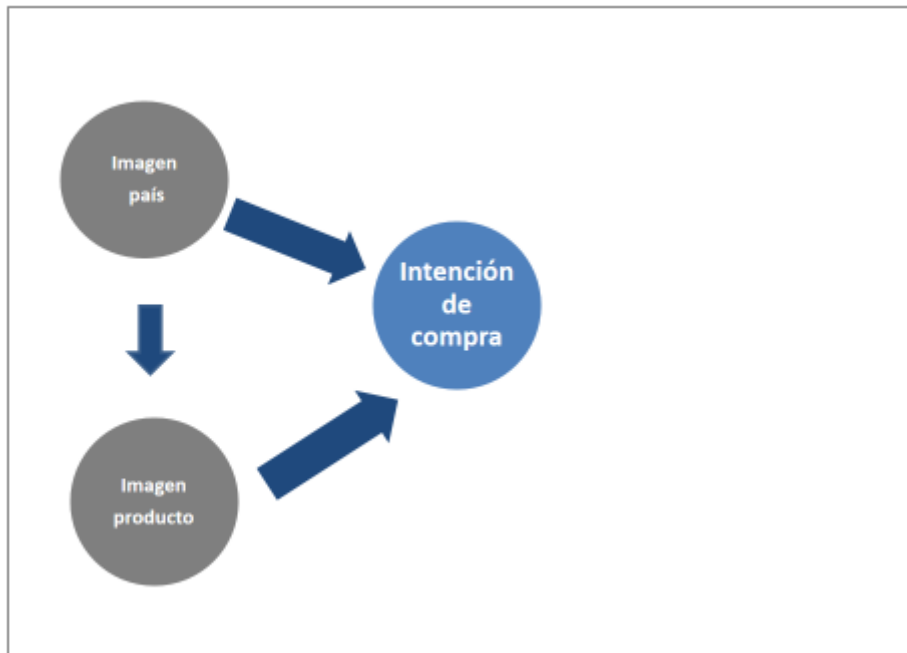 Imagen
país
Intención
de
compra
Imagen
producto